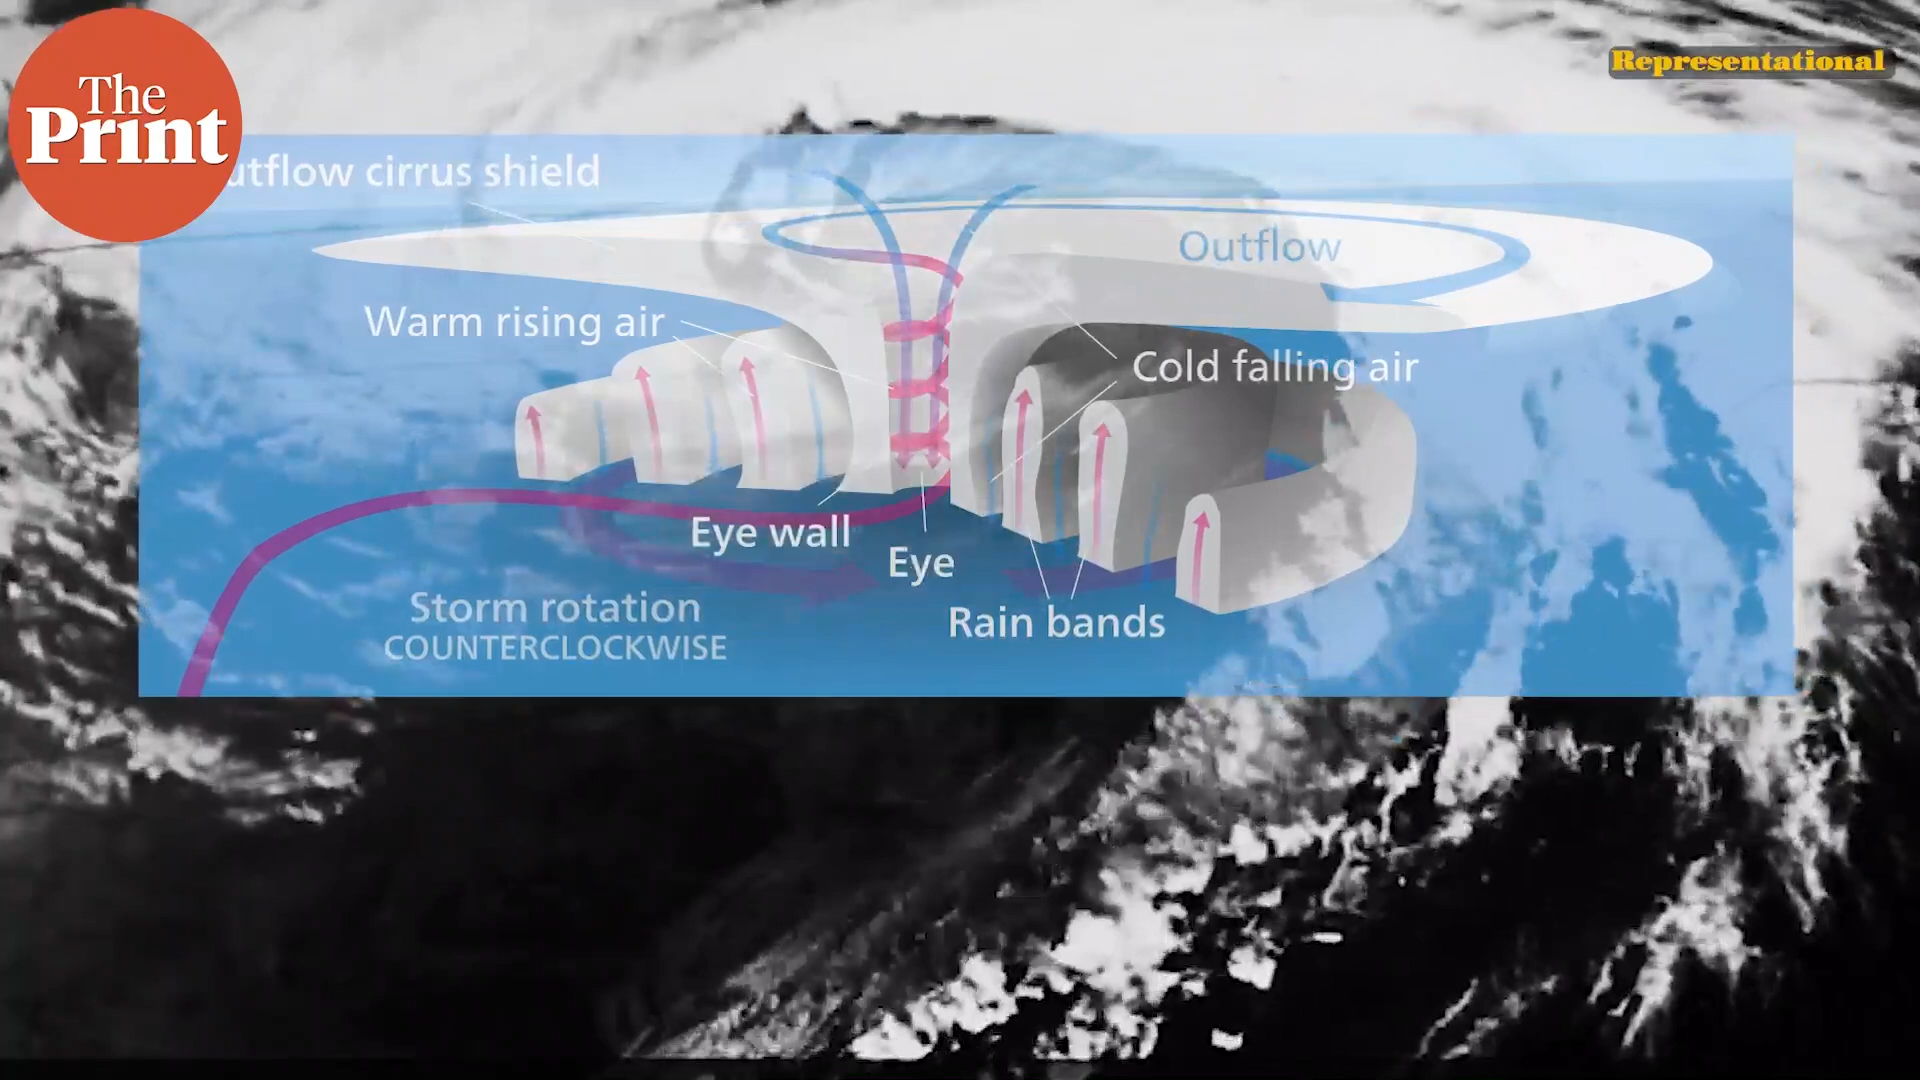 The
Print
Representational
utflow cirrus shield
Outflow
Warm rising air
Cold falling air
Eye wall
Eye
Storm rotation
COUNTERCLOCKWISE
Rain bands